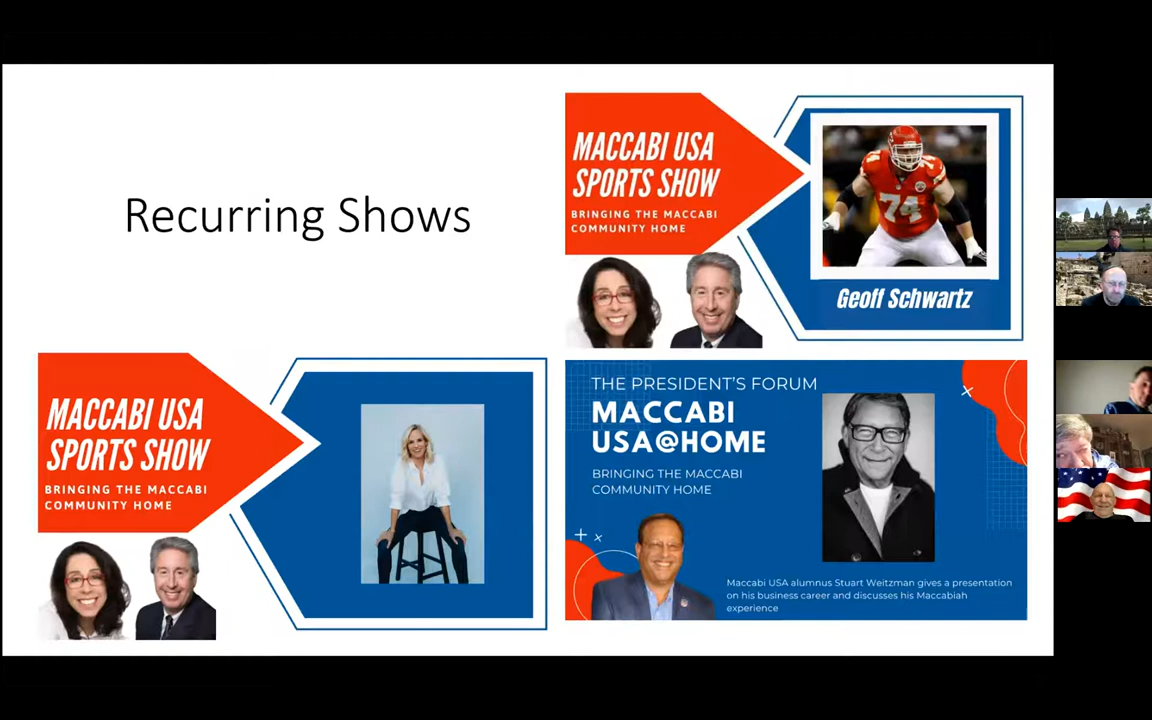 Recurring Shows
MACCABI USA
SPORTS SHOW
BRINGING THE MACCABI
COMMUNITY HOME
74
74
Geoff Schwartz
MACCABI USA
SPORTS SHOW
BRINGING THE MACCABI
COMMUNITY HOME
THE PRESIDENT'S FORUM
MACCABI
USA@HOME
BRINGING THE MACCABI
COMMUNITY HOME
Maccabi USA alumnus Stuart Weitzman gives a presentation
on his business career and discusses his Maccabiah
experience